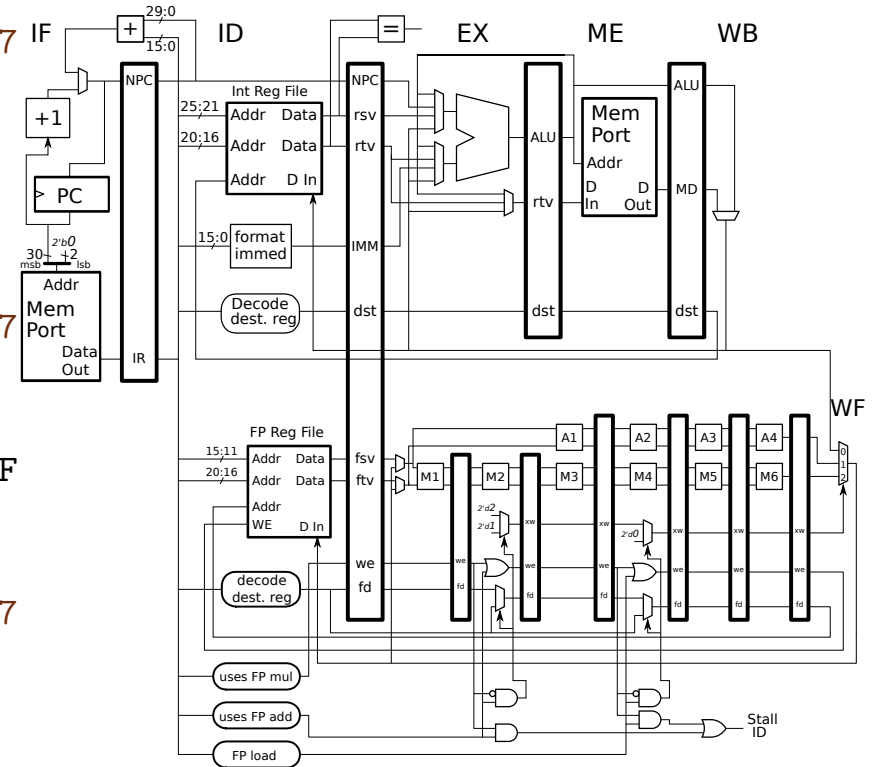 29:0
7 IF + ID = EX ME WB
15:0
NPC NPC ALU
Int Reg File
25:21 Addr Data rsv
+1
Mem
Port
20:16 Addr Data rtv ALU
Addr
Addr D In
PC
D D
In Out
rtv MD
2'b0
15:0 format
immed
IMM
30 2
msb lsb
Addr
7 Mem
Port
Decode
dest. reg
dst dst dst
Data
Out
IR
WF
FP Reg File
A1 A2 A3 A4
0
1
2
15:11 Addr Data fsv
F
20:16 Addr Data ftv M1 M2 M3 M4 M5 M6
Addr
WE D In
2'd2
2'd1
xw xw 2'd0 xw xw xw
we we we we we we
7 decode
dest. reg
fd fd fd fd fd fd fd
uses FP mul
uses FP add
Stall
ID
FP load